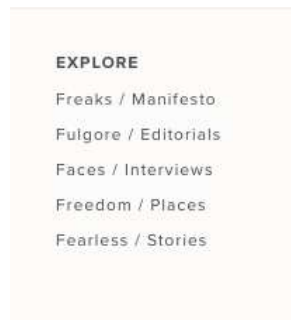 EXPLORE
Freaks / Manifesto
Fulgore / Editorials
Faces / Interviews
Freedom / Places
Fearless / Stories